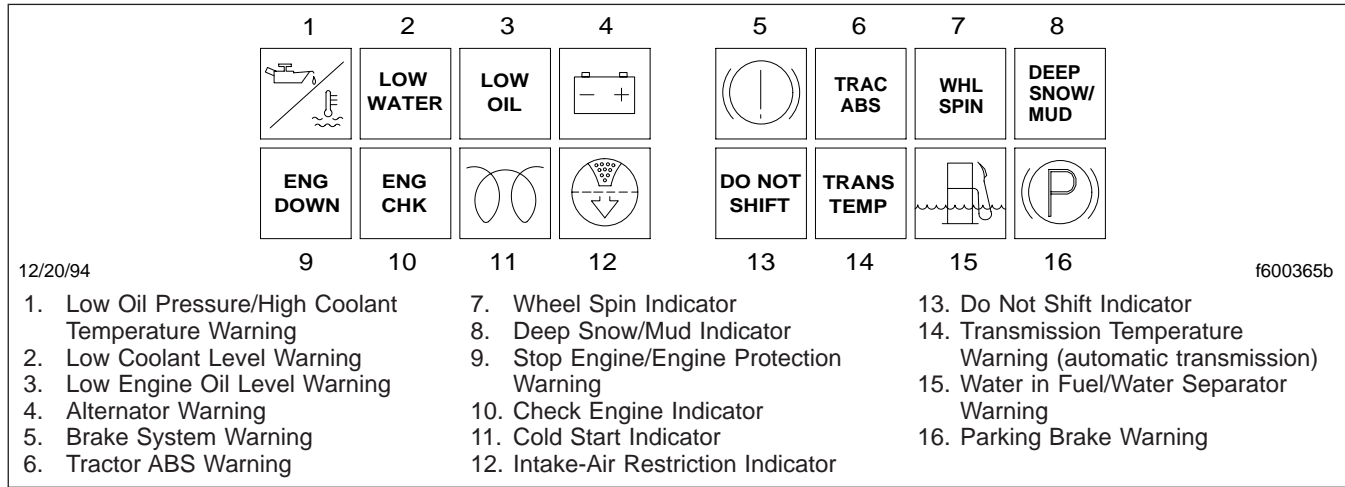 1 2 3 4 5 6 7 8
LOW WATER
LOW OIL
TRAC ABS
WHL SPIN
DEEP SNOW/ MUD
ENG DOWN
ENG CHK
DO NOT SHIFT
TRANS TEMP
P
9 10 11 12 13 14 15 16
12/20/94
f600365b
1. Low Oil Pressure/High Coolant
Temperature Warning
2. Low Coolant Level Warning
3. Low Engine Oil Level Warning
4. Alternator Warning
5. Brake System Warning
6. Tractor ABS Warning
7. Wheel Spin Indicator
8. Deep Snow/Mud Indicator
9. Stop Engine/Engine Protection
Warning
10. Check Engine Indicator
11. Cold Start Indicator
12. Intake-Air Restriction Indicator
13. Do Not Shift Indicator
14. Transmission Temperature
Warning (automatic transmission)
15. Water in Fuel/Water Separator
Warning
16. Parking Brake Warning